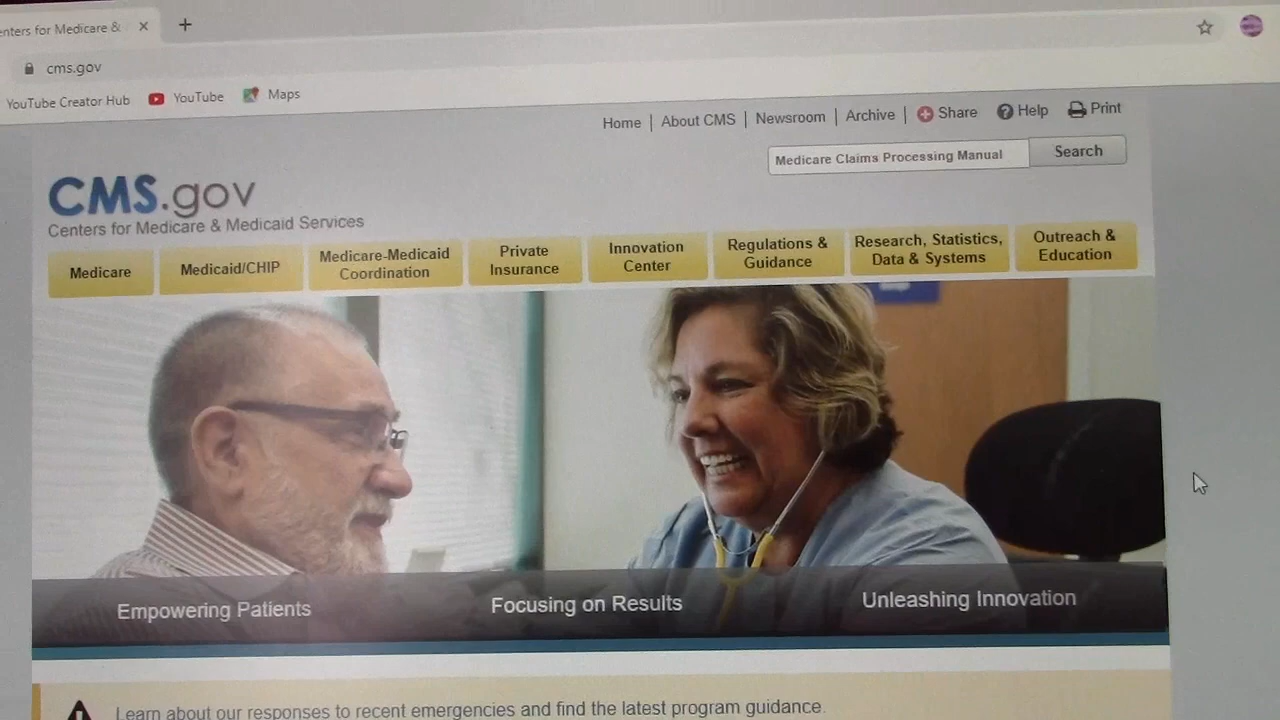 enters for Medicare &
cms.gov
YouTube Creator Hub YouTube Maps
Home | About CMS | Newsroom | Archive | Share Help Print
Medicare Claims Processing Manual Search
CMS.gov
Centers for Medicare & Medicaid Services
Medicare
Medicaid/CHIP
Medicare-Medicaid
Coordination
Private
Insurance
Innovation
Center
Regulations &
Guidance
Research, Statistics,
Data & Systems
Outreach &
Education
Empowering Patients Focusing on Results Unleashing Innovation
Learn about our responses to recent emergencies and find the latest program guidance.